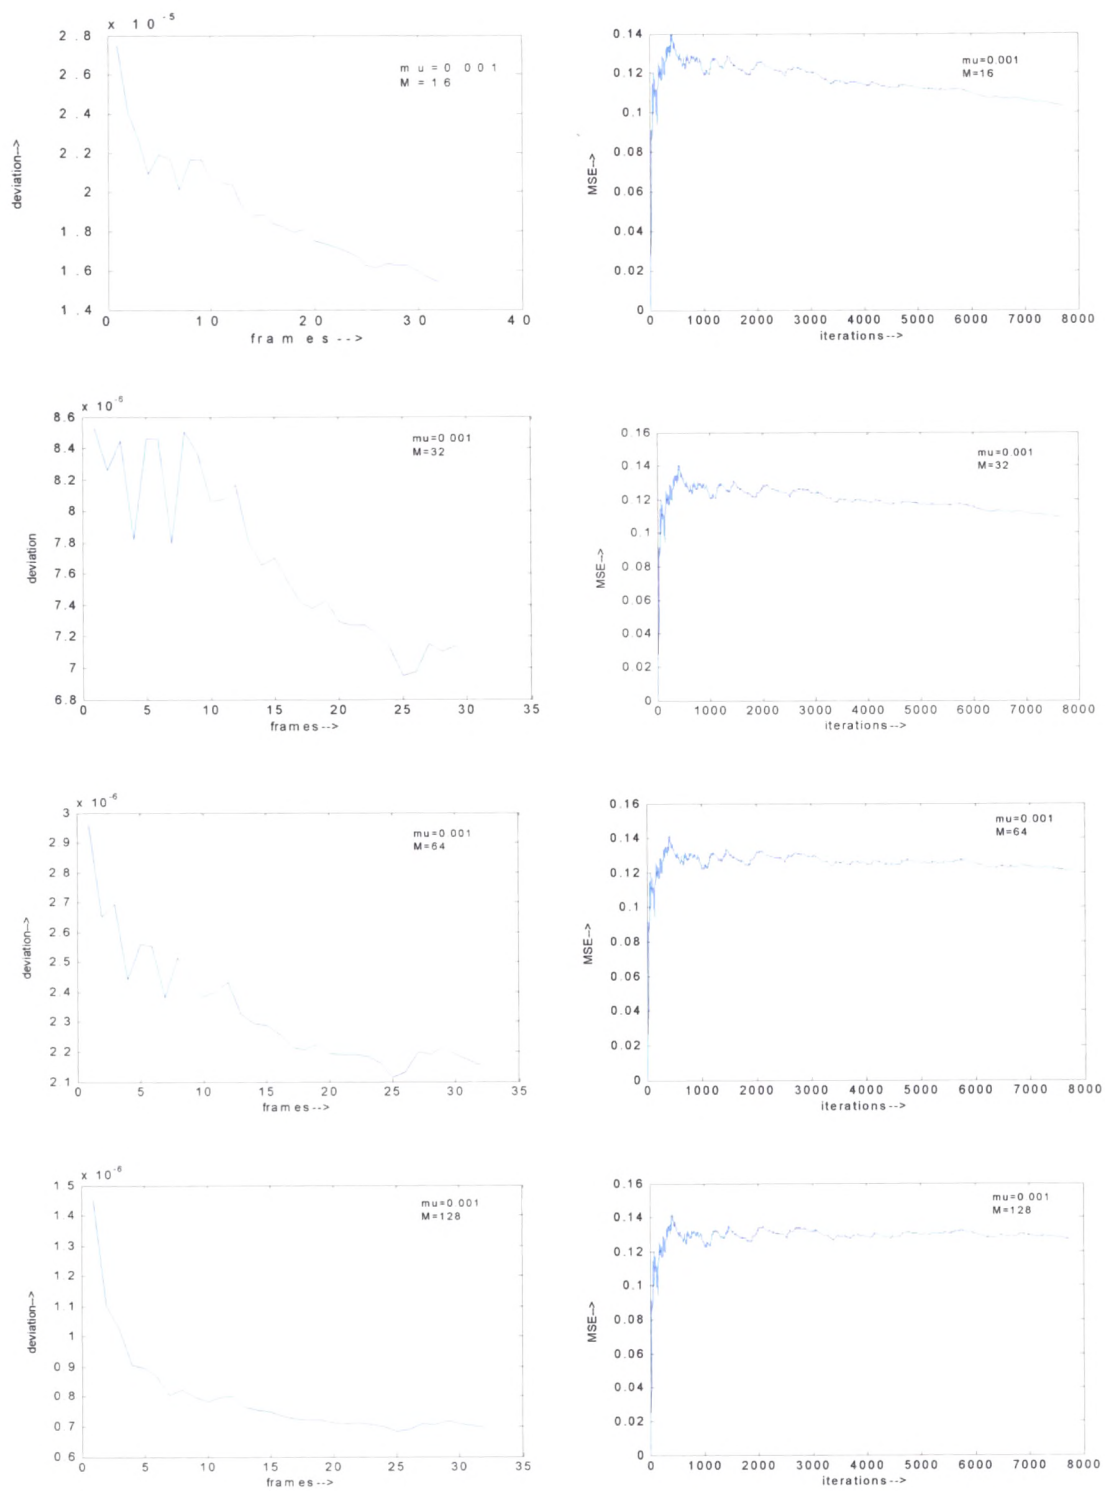 x 10 -5
2.8
2.6
2.4
2.2
2
1.8
1.6
1.4
0 10 20 30 40
frames-->
deviation-->
mu=0 001
M=16
0.14
0.12
0.1
0.08
0.06
0.04
0.02
0
0 1000 2000 3000 4000 5000 6000 7000 8000
iterations-->
MSE-->
mu=0.001
M=16
x 10 -6
8.6
8.4
8.2
8
7.8
7.6
7.4
7.2
7
6.8
0 5 10 15 20 25 30 35
frames-->
deviation
mu=0.001
M=32
0.16
0.14
0.12
0.1
0.08
0.06
0.04
0.02
0
0 1000 2000 3000 4000 5000 6000 7000 8000
iterations-->
MSE-->
mu=0.001
M=32
x 10 -6
3
2 9
2 8
2 7
2 6
2 5
2 4
2 3
2 2
2 1
0 5 10 15 20 25 30 35
frames-->
deviation-->
mu=0 001
M=64
0.16
0.14
0.12
0.1
0.08
0.06
0.04
0.02
0
0 1000 2000 3000 4000 5000 6000 7000 8000
iterations-->
MSE-->
mu=0.001
M=64
x 10 -6
1 5
1 4
1 3
1 2
1 1
1
0 9
0 8
0 7
0 6
0 5 10 15 20 25 30 35
frames-->
deviation-->
mu=0 001
M=128
0.16
0.14
0.12
0.1
0.08
0.06
0.04
0.02
0
0 1000 2000 3000 4000 5000 6000 7000 8000
iterations-->
MSE-->
mu=0.001
M=128